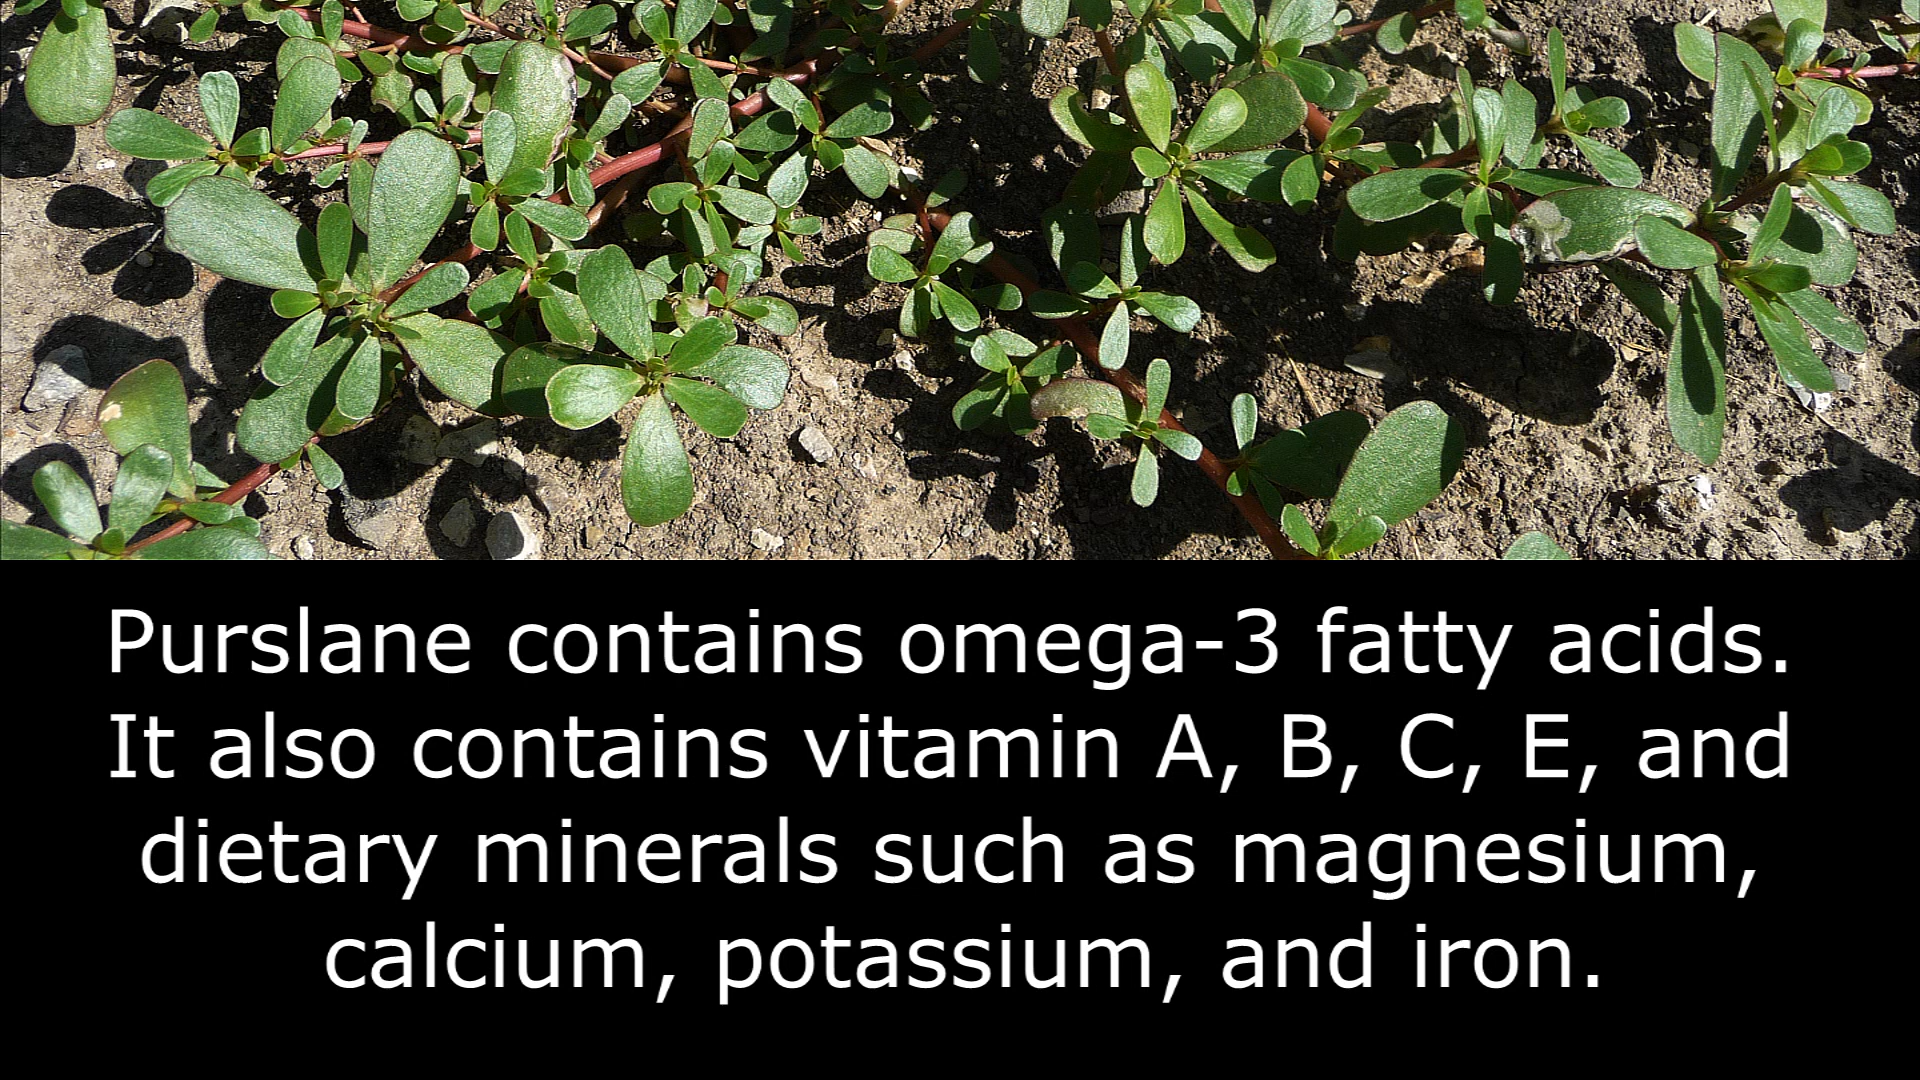 Purslane contains omega-3 fatty acids.
It also contains vitamin A, B, C, E, and
dietary minerals such as magnesium,
calcium, potassium, and iron.